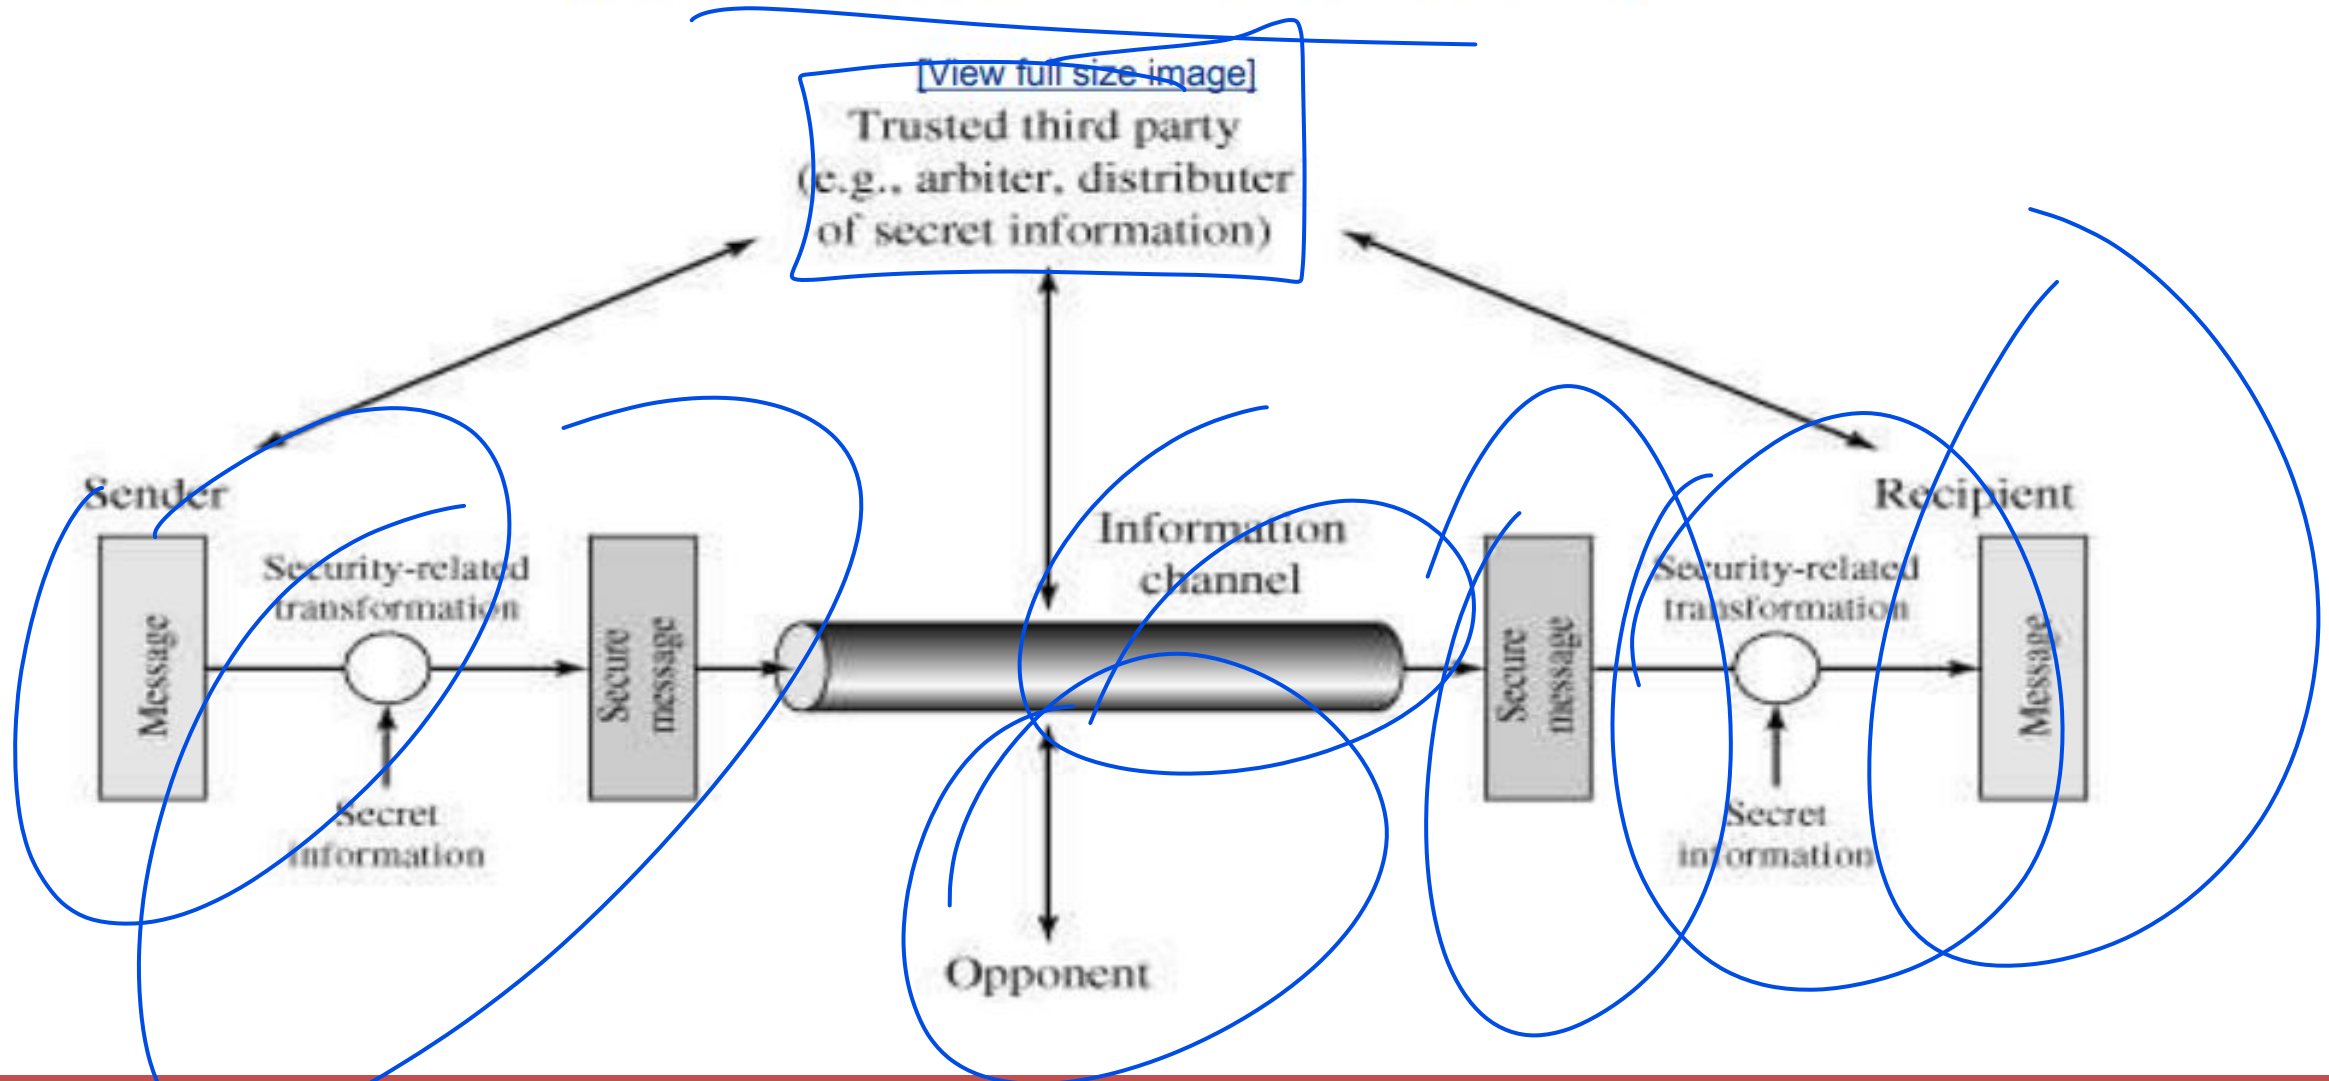 [View full size image]
Trusted third party
(e.g., arbiter, distributer
of secret information)
Sender
Message
Security-related
transformation
Secret
information
Secure
message
Information
channel
Opponent
Secure
message
Security-related
transformation
Secret
information
Recipient
Message